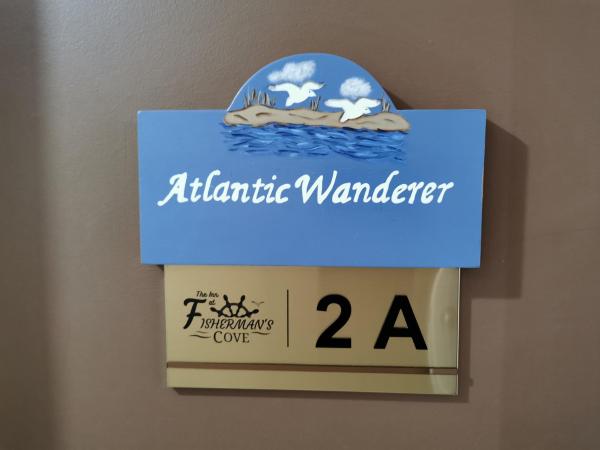 Atlantic Wanderer
The Inn
at
FISHERMAN'S
COVE
2 A